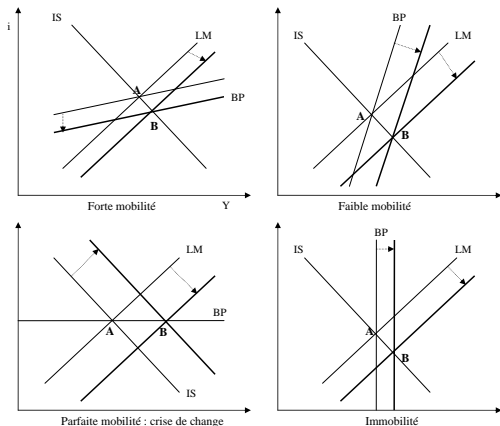 IS
i
LM
A
BP
B
Forte mobilité
Y
BP
IS
LM
A
B
Faible mobilité
IS
LM
BP
A
B
IS
Parfaite mobilité : crise de change
BP
IS
LM
A
B
Immobilité